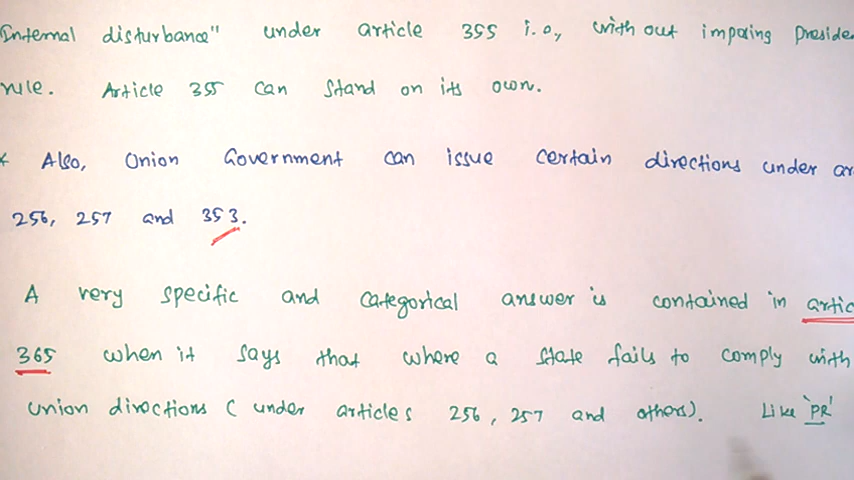 Internal disturbance" under article 355 i.e., with out imposing Preside
rule. Article 355 can stand on its own.
* Also, Union Government can issue certain directions under ar
256, 257 and 353.
A very specific and categorical answer is contained in artic
365 when it says that where a state fails to comply with
union directions ( under articles 256, 257 and others). Like 'PR'